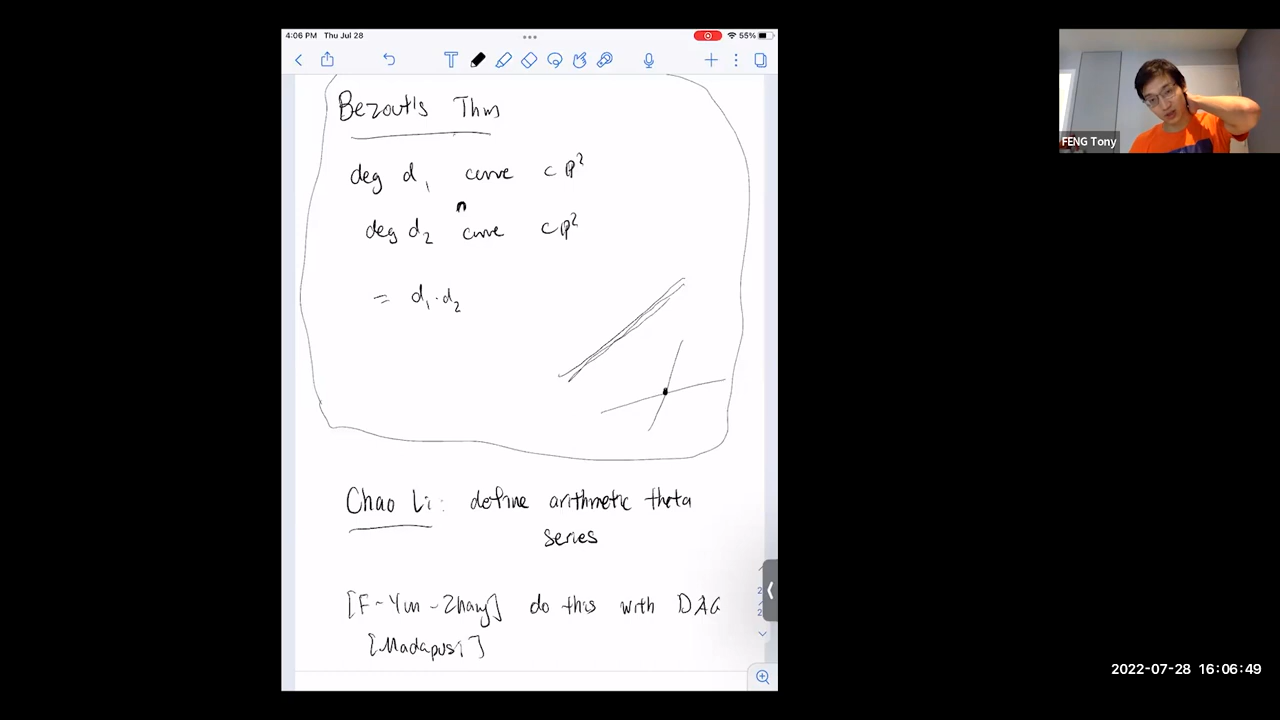 4:06 PM Thu Jul 28
55%
Bezout's Thm
deg d₁ curve ⊂ ℙ²
∩
deg d₂ curve ⊂ ℙ²
= d₁·d₂
Chao Li: define arithmetic theta
series
[F-Yun-Zhang] do this with DAG
[Madapusi]
FENG Tony
2022-07-28 16:06:49